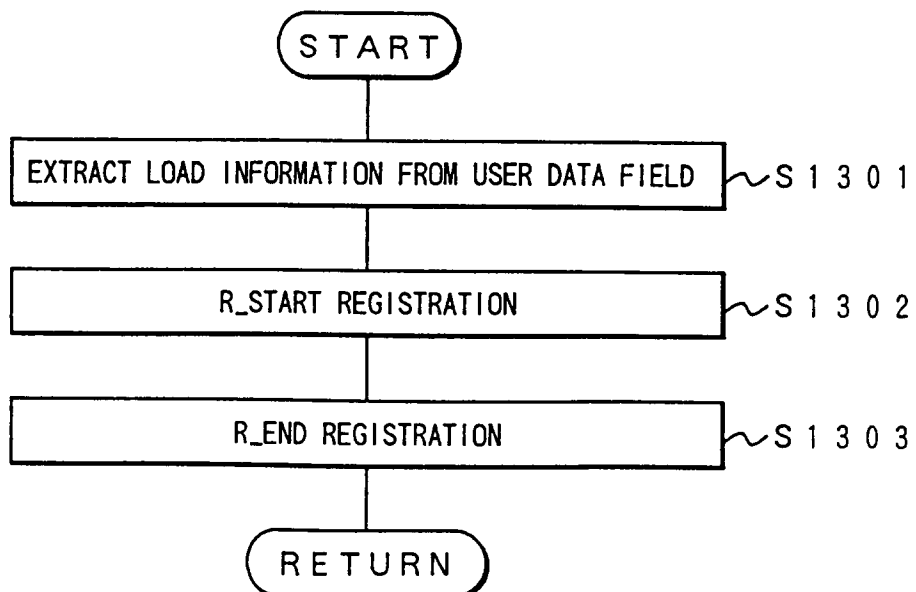 START
EXTRACT LOAD INFORMATION FROM USER DATA FIELD S1301
R_START REGISTRATION S1302
R_END REGISTRATION S1303
RETURN